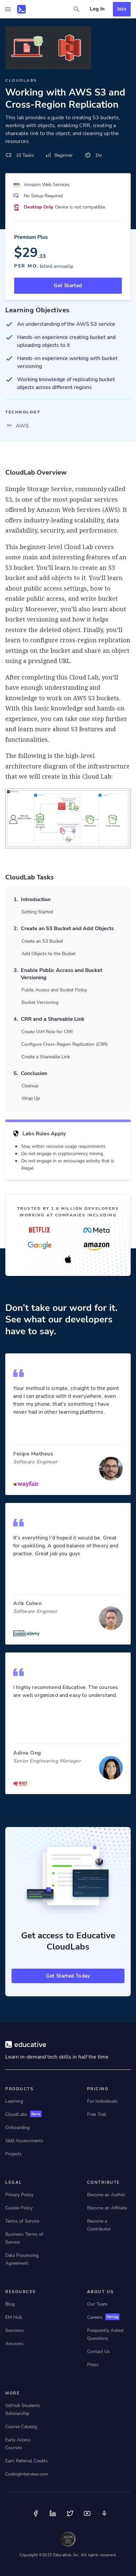 Log In
Join
CLOUDLABS
Working with AWS S3 and
Cross-Region Replication
This lab provides a guide to creating S3 buckets,
working with objects, enabling CRR, creating a
shareable link to the object, and clearing the
resources.
10 Tasks
Beginner
1hr
Amazon Web Services
No Setup Required
Desktop Only Device is not compatible.
Premium Plus
$29.33
PER MO, billed annually
Get Started
Learning Objectives
An understanding of the AWS S3 service
Hands-on experience creating bucket and
uploading objects to it
Hands-on experience working with bucket
versioning
Working knowledge of replicating bucket
objects across different regions
TECHNOLOGY
AWS
CloudLab Overview
Simple Storage Service, commonly called
S3, is one of the most popular resources
offered by Amazon Web Services (AWS). It
provides object storage, scalability, data
availability, security, and performance.
This beginner-level Cloud Lab covers
various tasks and settings involved in an
S3 bucket. You'll learn to create an S3
bucket and add objects to it. You'll learn
about public access settings, how to
disable public access, and write bucket
policy. Moreover, you'll also learn about
bucket versioning and why it helps users
restore the old object. Finally, you'll learn
to configure the cross region replication
settings on the bucket and share an object
using a presigned URL.
After completing this Cloud Lab, you'll
have enough understanding and
knowledge to work with AWS S3 buckets.
With this basic knowledge of buckets and
objects, you can take one step further
and learn more about S3 features and
functionalities.
The following is the high-level
architecture diagram of the infrastructure
that we will create in this Cloud Lab:
CloudLab Tasks
1. Introduction
Getting Started
2. Create an S3 Bucket and Add Objects
Create an S3 Bucket
Add Objects to the Bucket
3. Enable Public Access and Bucket
Versioning
Public Access and Bucket Policy
Bucket Versioning
4. CRR and a Shareable Link
Create IAM Role for CRR
Configure Cross-Region Replication (CRR)
Create a Shareable Link
5. Conclusion
Cleanup
Wrap Up
Labs Rules Apply
Stay within resource usage requirements.
Do not engage in cryptocurrency mining.
Do not engage in or encourage activity that is
illegal.
TRUSTED BY 1.8 MILLION DEVELOPERS
WORKING AT COMPANIES INCLUDING
NETFLIX
Meta
Google
amazon
Don't take our word for it.
See what our developers
have to say.
Your method is simple, straight to the point
and I can practice with it everywhere, even
from my phone, that's something I have
never had in other learning platforms.
Felipe Matheus
Software Engineer
wayfair
It's everything I'd hoped it would be. Great
for upskilling. A good balance of theory and
practice. Great job you guys
Arik Cohen
Software Engineer
I highly recommend Educative. The courses
are well organized and easy to understand.
Adina Ong
Senior Engineering Manager
RIOT
Get access to Educative
CloudLabs
Get Started Today
educative
Learn in-demand tech skills in half the time
PRODUCTS
Learning
CloudLabs New
Onboarding
Skill Assessments
Projects
PRICING
For Individuals
Free Trial
LEGAL
Privacy Policy
Cookie Policy
Terms of Service
Business Terms of
Service
Data Processing
Agreement
CONTRIBUTE
Become an Author
Become an Affiliate
Become a
Contributor
RESOURCES
Blog
EM Hub
Sessions
Answers
ABOUT US
Our Team
Careers Hiring
Frequently Asked
Questions
Contact Us
Press
MORE
GitHub Students
Scholarship
Course Catalog
Early Access
Courses
Earn Referral Credits
CodingInterview.com
Copyright ©2023 Educative, Inc. All rights reserved.